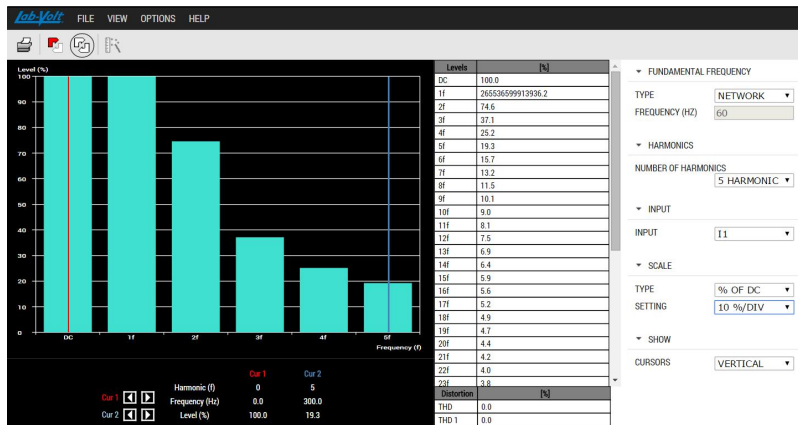 Lab-Volt FILE VIEW OPTIONS HELP
Level (%)
100
90
80
70
60
50
40
30
20
10
0
DC 1f 2f 3f 4f 5f
Frequency (f)
Cur 1 Cur 2
Harmonic (f) 0 5
Cur 1 Frequency (Hz) 0.0 300.0
Cur 2 Level (%) 100.0 19.3
Levels [%]
DC 100.0
1f 265536599913936.2
2f 74.6
3f 37.1
4f 25.2
5f 19.3
6f 15.7
7f 13.2
8f 11.5
9f 10.1
10f 9.0
11f 8.1
12f 7.5
13f 6.9
14f 6.4
15f 5.9
16f 5.6
17f 5.2
18f 4.9
19f 4.7
20f 4.4
21f 4.2
22f 4.0
23f 3.8
Distortion [%]
THD 0.0
THD 1 0.0
FUNDAMENTAL FREQUENCY
TYPE NETWORK
FREQUENCY (HZ) 60
HARMONICS
NUMBER OF HARMONICS
5 HARMONIC
INPUT
INPUT I1
SCALE
TYPE % OF DC
SETTING 10 %/DIV
SHOW
CURSORS VERTICAL